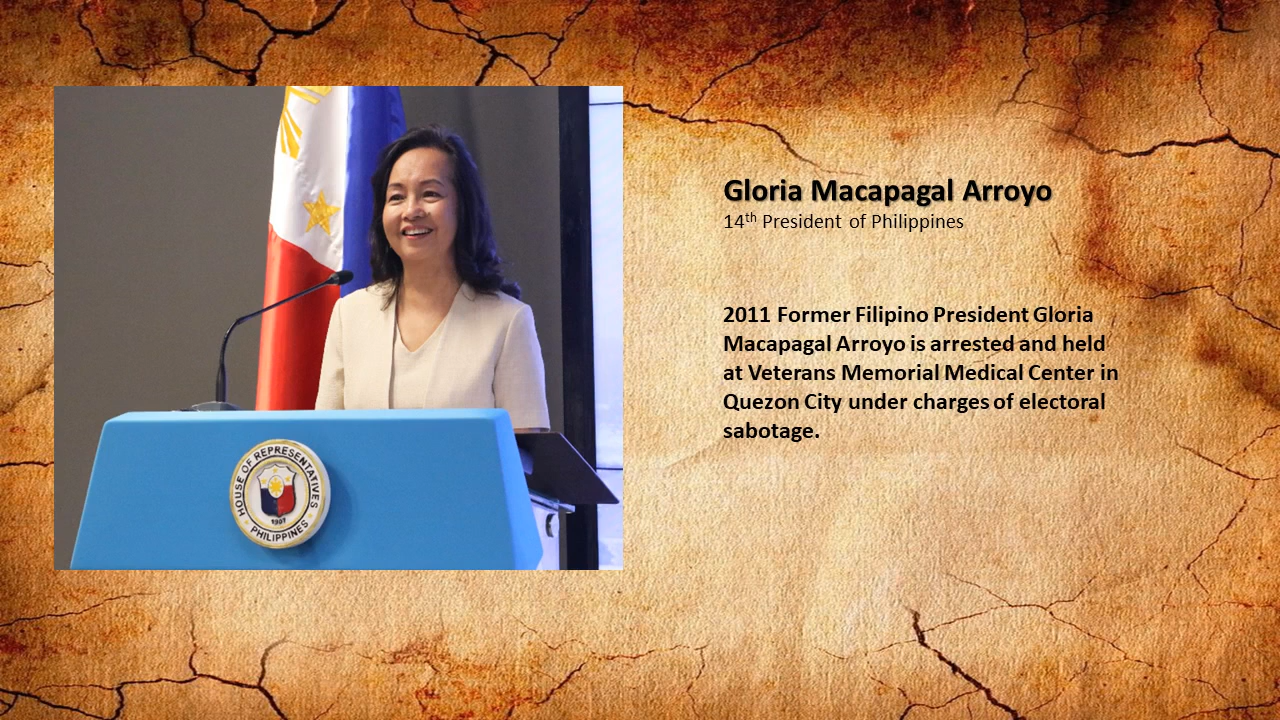 Gloria Macapagal Arroyo
14th President of Philippines
2011 Former Filipino President Gloria
Macapagal Arroyo is arrested and held
at Veterans Memorial Medical Center in
Quezon City under charges of electoral
sabotage.
HOUSE OF REPRESENTATIVES
1907
PHILIPPINES